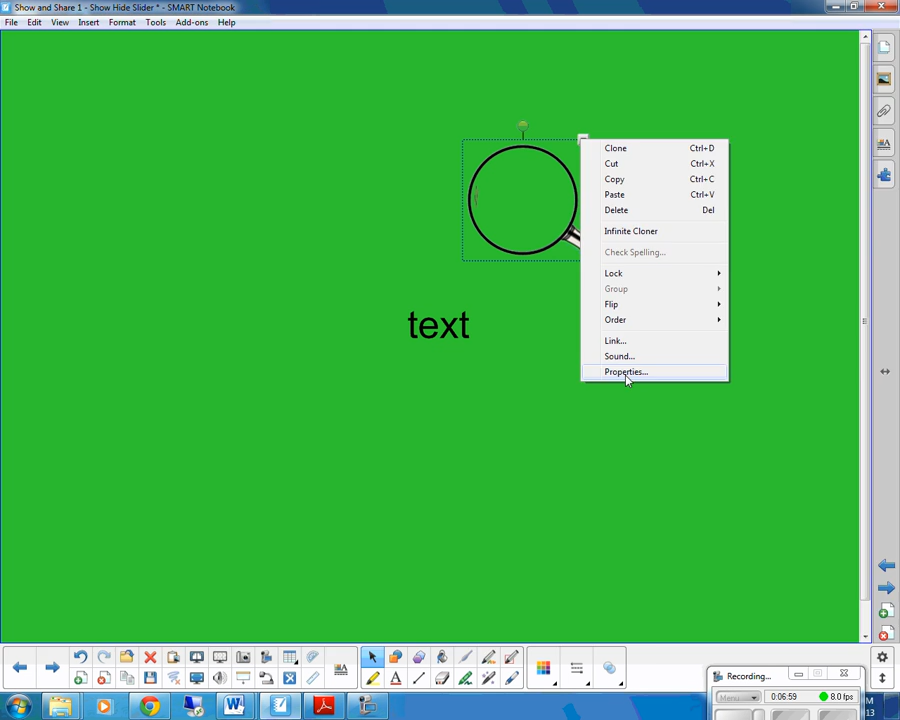 Show and Share 1 - Show Hide Slider * - SMART Notebook
File Edit View Insert Format Tools Add-ons Help
Clone Ctrl+D
Cut Ctrl+X
Copy Ctrl+C
Paste Ctrl+V
Delete Del
Infinite Cloner
Check Spelling...
Lock
Group
Flip
Order
Link...
Sound...
Properties...
text
Recording...
Menu
0:06:59 8.0 fps
M
13